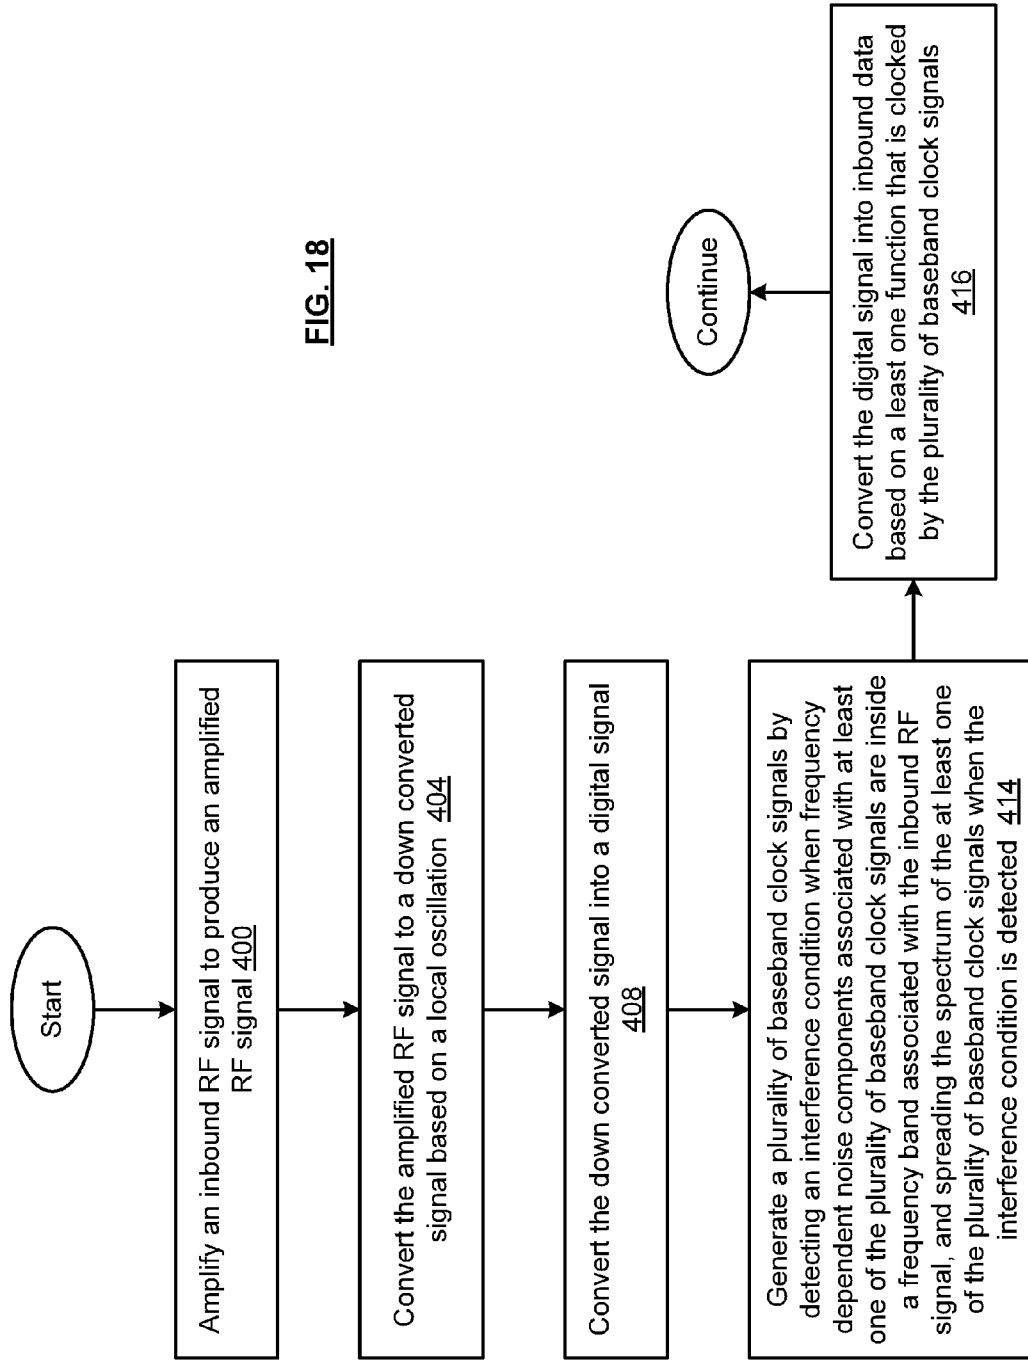 Start
Amplify an inbound RF signal to produce an amplified
RF signal 400
Convert the amplified RF signal to a down converted
signal based on a local oscillation 404
Convert the down converted signal into a digital signal
408
Generate a plurality of baseband clock signals by
detecting an interference condition when frequency
dependent noise components associated with at least
one of the plurality of baseband clock signals are inside
a frequency band associated with the inbound RF
signal, and spreading the spectrum of the at least one
of the plurality of baseband clock signals when the
interference condition is detected 414
Convert the digital signal into inbound data
based on a least one function that is clocked
by the plurality of baseband clock signals
416
Continue
FIG. 18